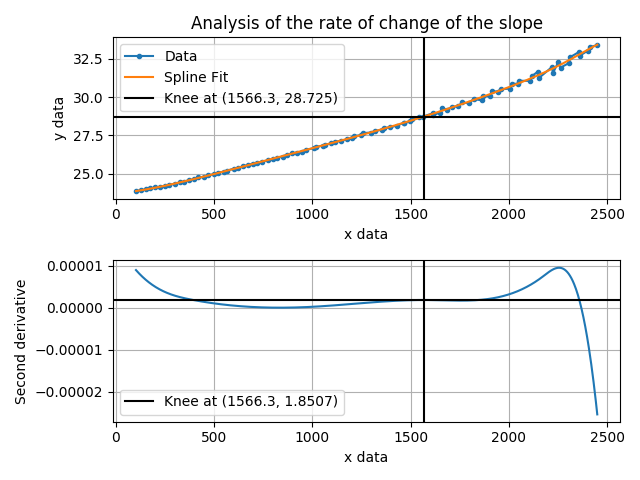 Analysis of the rate of change of the slope
32.5
30.0
27.5
25.0
y data
Data
Spline Fit
Knee at (1566.3, 28.725)
0 500 1000 1500 2000 2500
x data
0.00001
0.00000
−0.00001
−0.00002
Second derivative
Knee at (1566.3, 1.8507)
0 500 1000 1500 2000 2500
x data